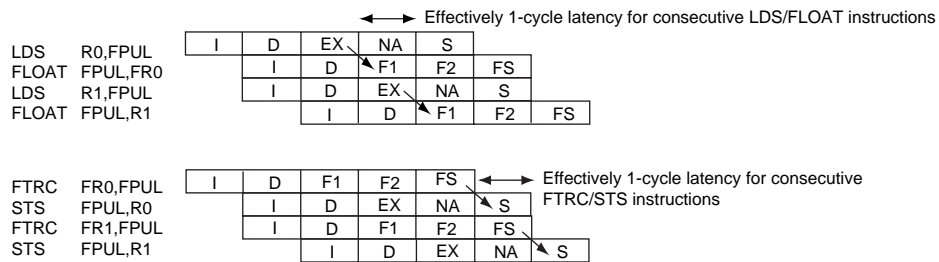 Effectively 1-cycle latency for consecutive LDS/FLOAT instructions
LDS R0,FPUL I D EX NA S
FLOAT FPUL,FR0 I D F1 F2 FS
LDS R1,FPUL I D EX NA S
FLOAT FPUL,R1 I D F1 F2 FS
FTRC FR0,FPUL I D F1 F2 FS
Effectively 1-cycle latency for consecutive
FTRC/STS instructions
STS FPUL,R0 I D EX NA S
FTRC FR1,FPUL I D F1 F2 FS
STS FPUL,R1 I D EX NA S